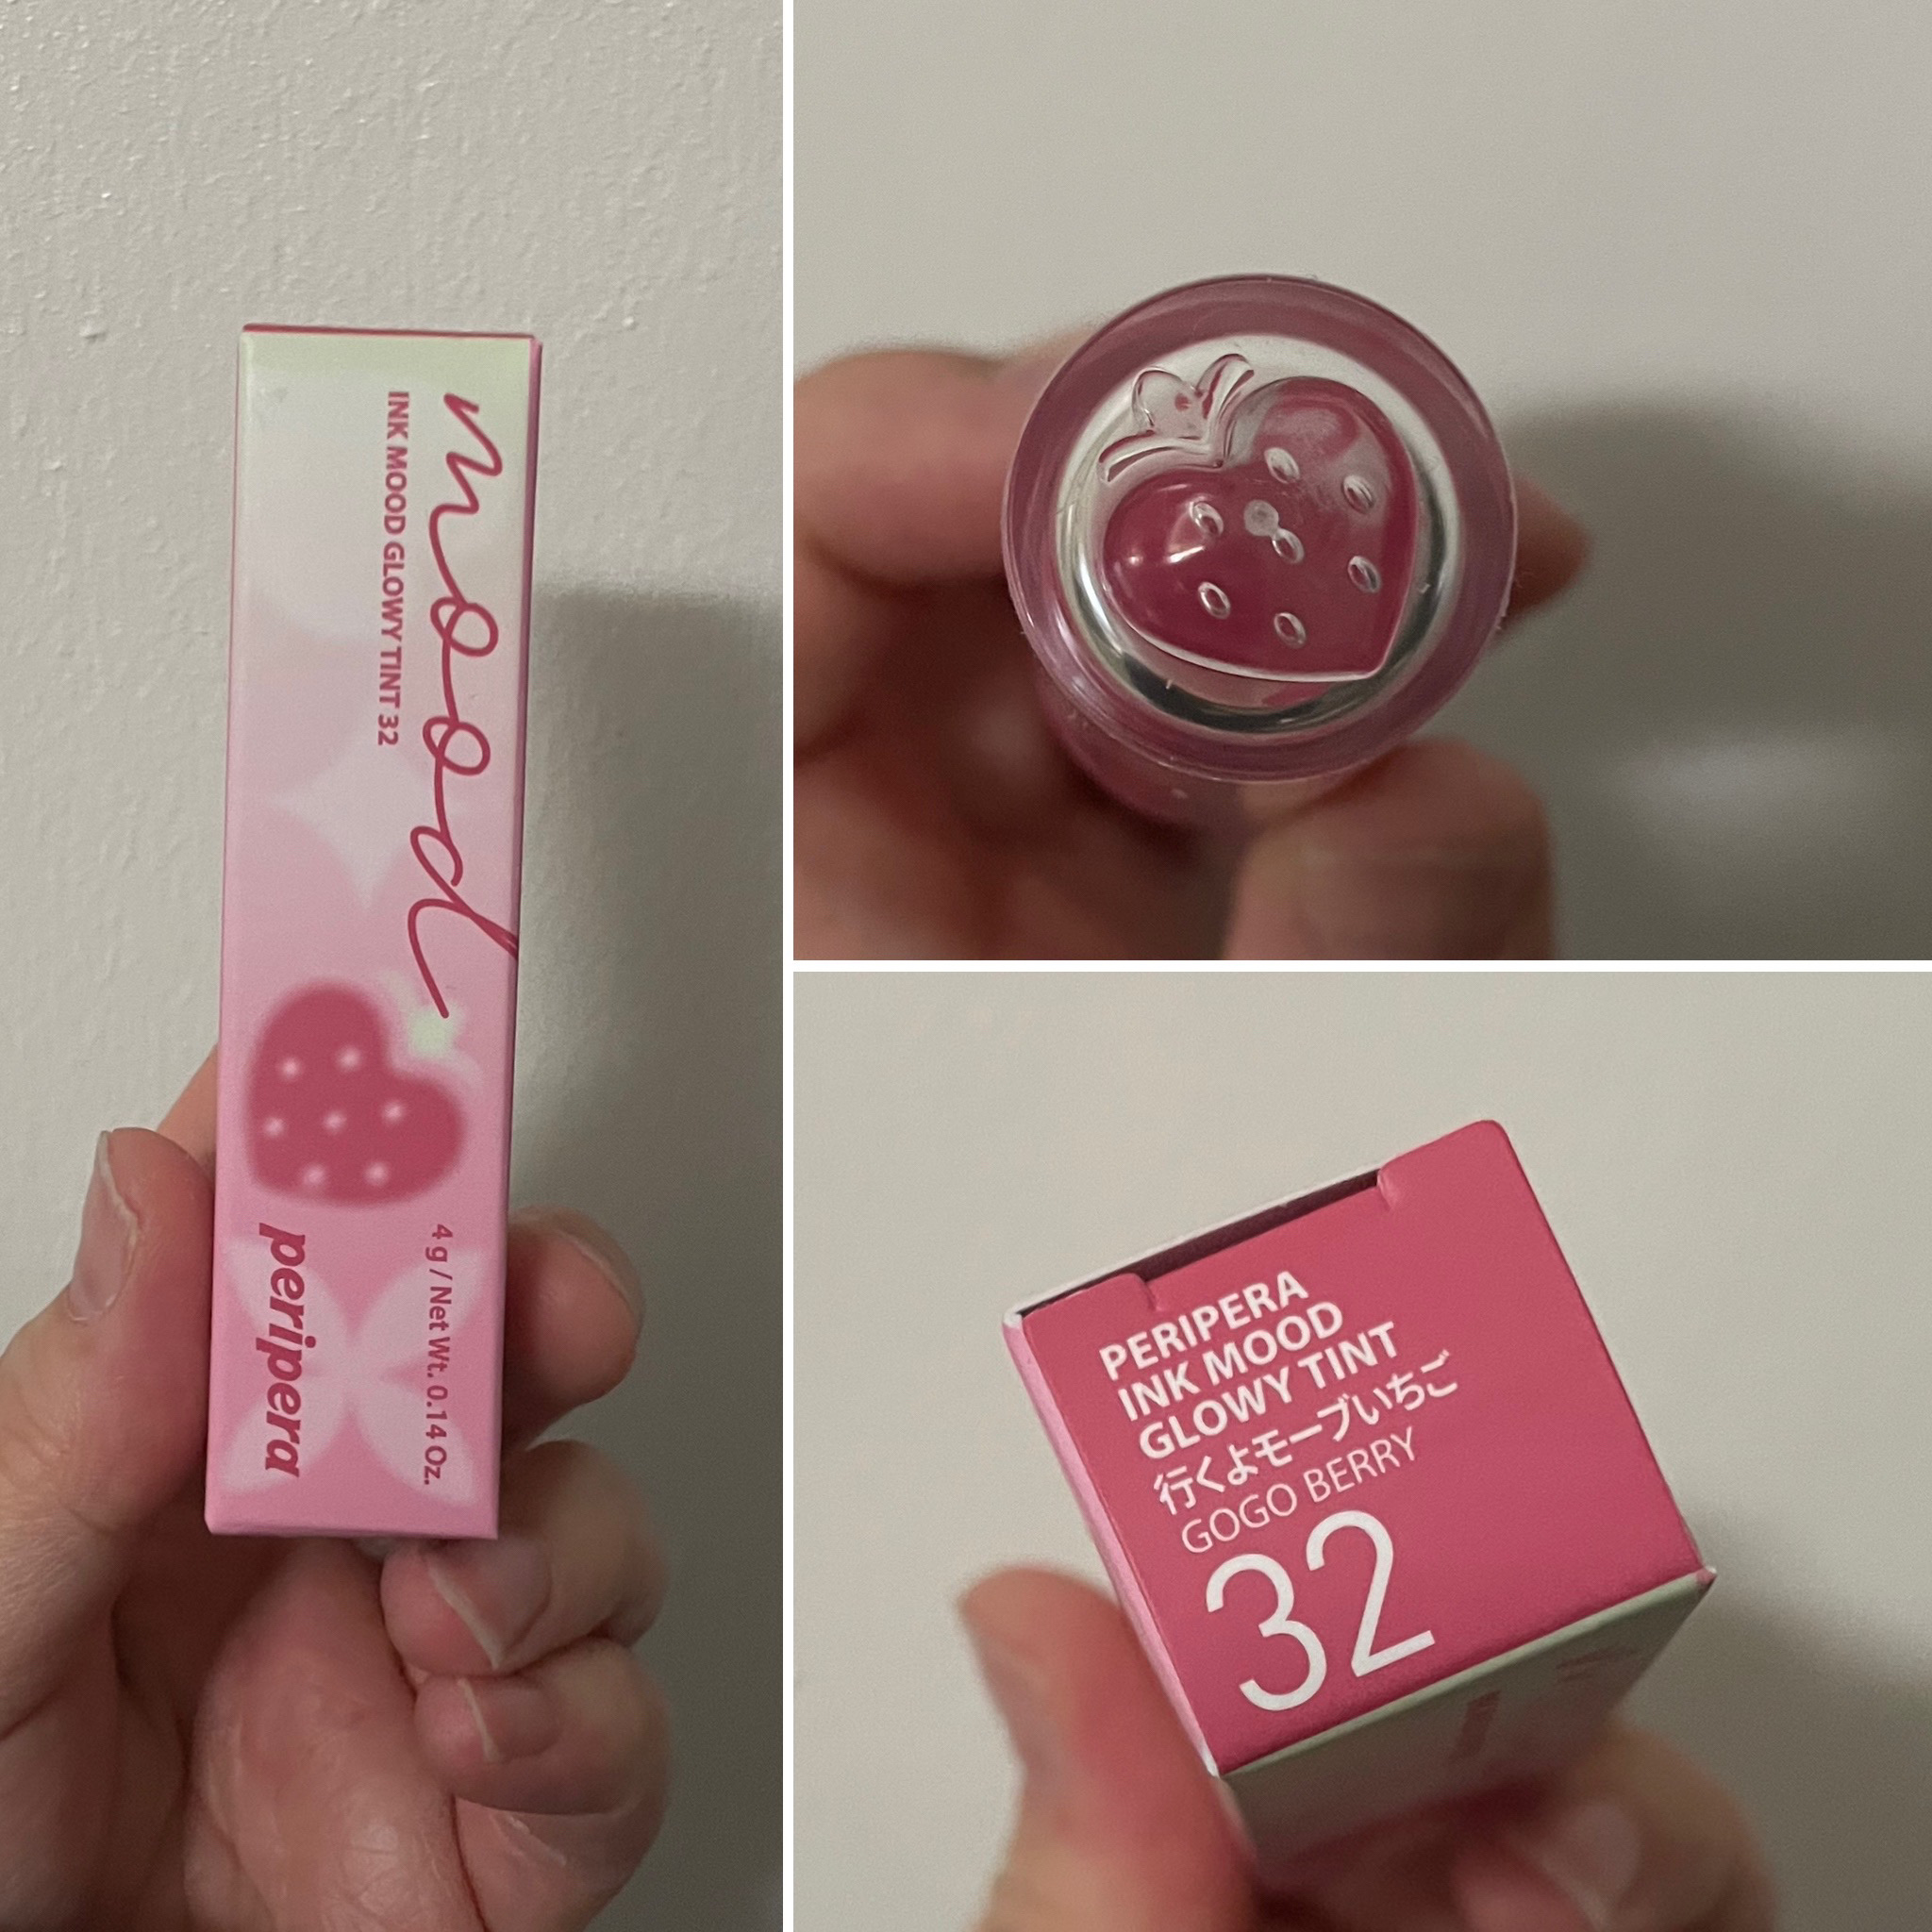 mood
INK MOOD GLOWY TINT 32
4 g / Net Wt. 0.14 Oz.
peripera
PERIPERA
INK MOOD
GLOWY TINT
行くよモーブいちご
GOGO BERRY
32